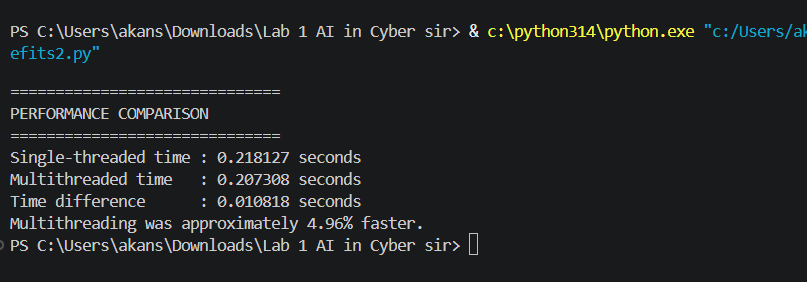 PS C:\Users\akans\Downloads\Lab 1 AI in Cyber sir> & c:\python314\python.exe "c:/Users/ak
efits2.py"
==============================
PERFORMANCE COMPARISON
==============================
Single-threaded time : 0.218127 seconds
Multithreaded time   : 0.207308 seconds
Time difference      : 0.010818 seconds
Multithreading was approximately 4.96% faster.
PS C:\Users\akans\Downloads\Lab 1 AI in Cyber sir>